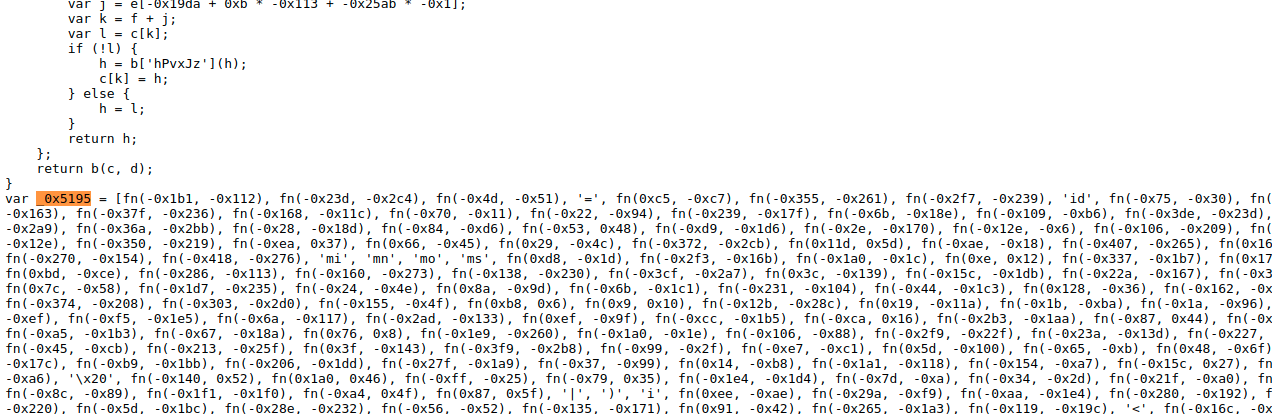 var j = e[-0x19da + 0xb * -0x113 + -0x25ab * -0x1];
var k = f + j;
var l = c[k];
if (!l) {
h = b['hPvxJz'](h);
c[k] = h;
} else {
h = l;
}
return h;
};
return b(c, d);
}
var _0x5195 = [fn(-0x1b1, -0x112), fn(-0x23d, -0x2c4), fn(-0x4d, -0x51), '=', fn(0xc5, -0xc7), fn(-0x355, -0x261), fn(-0x2f7, -0x239), 'id', fn(-0x75, -0x30), fn(
-0x163), fn(-0x37f, -0x236), fn(-0x168, -0x11c), fn(-0x70, -0x11), fn(-0x22, -0x94), fn(-0x239, -0x17f), fn(-0x6b, -0x18e), fn(-0x109, -0xb6), fn(-0x3de, -0x23d),
-0x2a9), fn(-0x36a, -0x2bb), fn(-0x28, -0x18d), fn(-0x84, -0xd6), fn(-0x53, 0x48), fn(-0xd9, -0x1d6), fn(-0x2e, -0x170), fn(-0x12e, -0x6), fn(-0x106, -0x209), fn(
-0x12e), fn(-0x350, -0x219), fn(-0xea, 0x37), fn(0x66, -0x45), fn(0x29, -0x4c), fn(-0x372, -0x2cb), fn(0x11d, 0x5d), fn(-0xae, -0x18), fn(-0x407, -0x265), fn(0x16
fn(-0x270, -0x154), fn(-0x418, -0x276), 'mi', 'mn', 'mo', 'ms', fn(0xd8, -0x1d), fn(-0x2f3, -0x16b), fn(-0x1a0, -0x1c), fn(0xe, 0x12), fn(-0x337, -0x1b7), fn(0x17
fn(0xbd, -0xce), fn(-0x286, -0x113), fn(-0x160, -0x273), fn(-0x138, -0x230), fn(-0x3cf, -0x2a7), fn(0x3c, -0x139), fn(-0x15c, -0x1db), fn(-0x22a, -0x167), fn(-0x3
fn(0x7c, -0x58), fn(-0x1d7, -0x235), fn(-0x24, -0x4e), fn(0x8a, -0x9d), fn(-0x6b, -0x1c1), fn(-0x231, -0x104), fn(-0x44, -0x1c3), fn(0x128, -0x36), fn(-0x162, -0x
fn(-0x374, -0x208), fn(-0x303, -0x2d0), fn(-0x155, -0x4f), fn(0xb8, 0x6), fn(0x9, 0x10), fn(-0x12b, -0x28c), fn(0x19, -0x11a), fn(-0x1b, -0xba), fn(-0x1a, -0x96),
-0xef), fn(-0xf5, -0x1e5), fn(-0x6a, -0x117), fn(-0x2ad, -0x133), fn(0xef, -0x9f), fn(-0xcc, -0x1b5), fn(-0xca, 0x16), fn(-0x2b3, -0x1aa), fn(-0x87, 0x44), fn(-0x
fn(-0xa5, -0x1b3), fn(-0x67, -0x18a), fn(0x76, 0x8), fn(-0x1e9, -0x260), fn(-0x1a0, -0x1e), fn(-0x106, -0x88), fn(-0x2f9, -0x22f), fn(-0x23a, -0x13d), fn(-0x227,
fn(-0x45, -0xcb), fn(-0x213, -0x25f), fn(0x3f, -0x143), fn(-0x3f9, -0x2b8), fn(-0x99, -0x2f), fn(-0xe7, -0xc1), fn(0x5d, -0x100), fn(-0x65, -0xb), fn(0x48, -0x6f)
-0x17c), fn(-0xb9, -0x1bb), fn(-0x206, -0x1dd), fn(-0x27f, -0x1a9), fn(-0x37, -0x99), fn(0x14, -0xb8), fn(-0x1a1, -0x118), fn(-0x154, -0xa7), fn(-0x15c, 0x27), fn
-0xa6), '\x20', fn(-0x140, 0x52), fn(0x1a0, 0x46), fn(-0xff, -0x25), fn(-0x79, 0x35), fn(-0x1e4, -0x1d4), fn(-0x7d, -0xa), fn(-0x34, -0x2d), fn(-0x21f, -0xa0), fn
fn(-0x8c, -0x89), fn(-0x1f1, -0x1f0), fn(-0xa4, 0x4f), fn(0x87, 0x5f), '|', ')', 'i', fn(0xee, -0xae), fn(-0x29a, -0xf9), fn(-0xaa, -0x1e4), fn(-0x280, -0x192), f
-0x220), fn(-0x5d, -0x1bc), fn(-0x28e, -0x232), fn(-0x56, -0x52), fn(-0x135, -0x171), fn(0x91, -0x42), fn(-0x265, -0x1a3), fn(-0x119, -0x19c), '<', fn(-0x16c, -0x